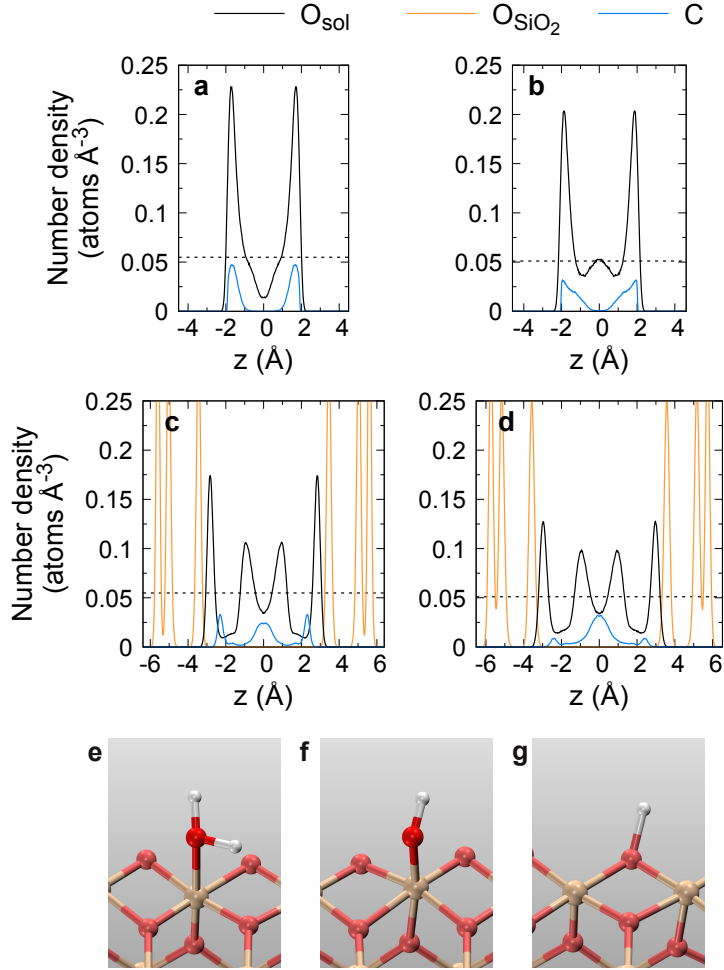 O_sol O_SiO₂ C
a b
Number density
(atoms Å⁻³)
0.25 0.25
0.2 0.2
0.15 0.15
0.1 0.1
0.05 0.05
0 0
-4 -2 0 2 4 -4 -2 0 2 4
z (Å) z (Å)
c d
Number density
(atoms Å⁻³)
0.25 0.25
0.2 0.2
0.15 0.15
0.1 0.1
0.05 0.05
0 0
-6 -4 -2 0 2 4 6 -6 -4 -2 0 2 4 6
z (Å) z (Å)
e f g